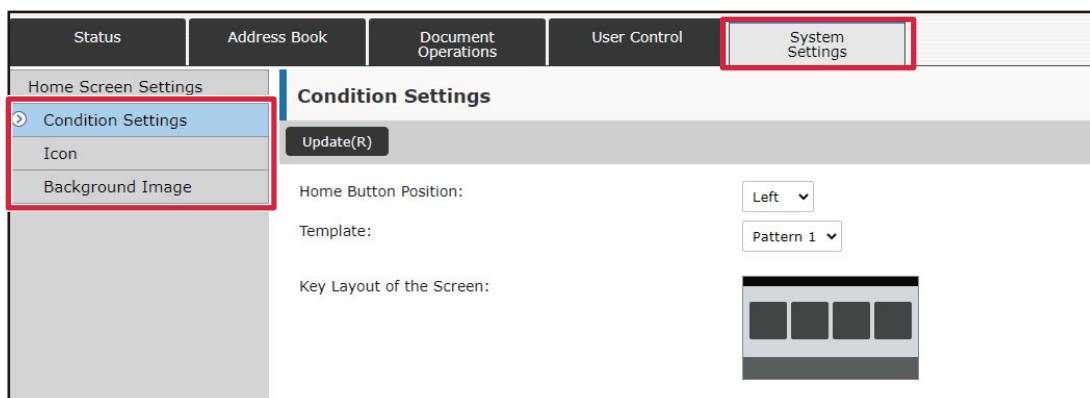 Status
Address Book
Document
Operations
User Control
System
Settings
Home Screen Settings
Condition Settings
Icon
Background Image
Condition Settings
Update(R)
Home Button Position:
Left
Template:
Pattern 1
Key Layout of the Screen: